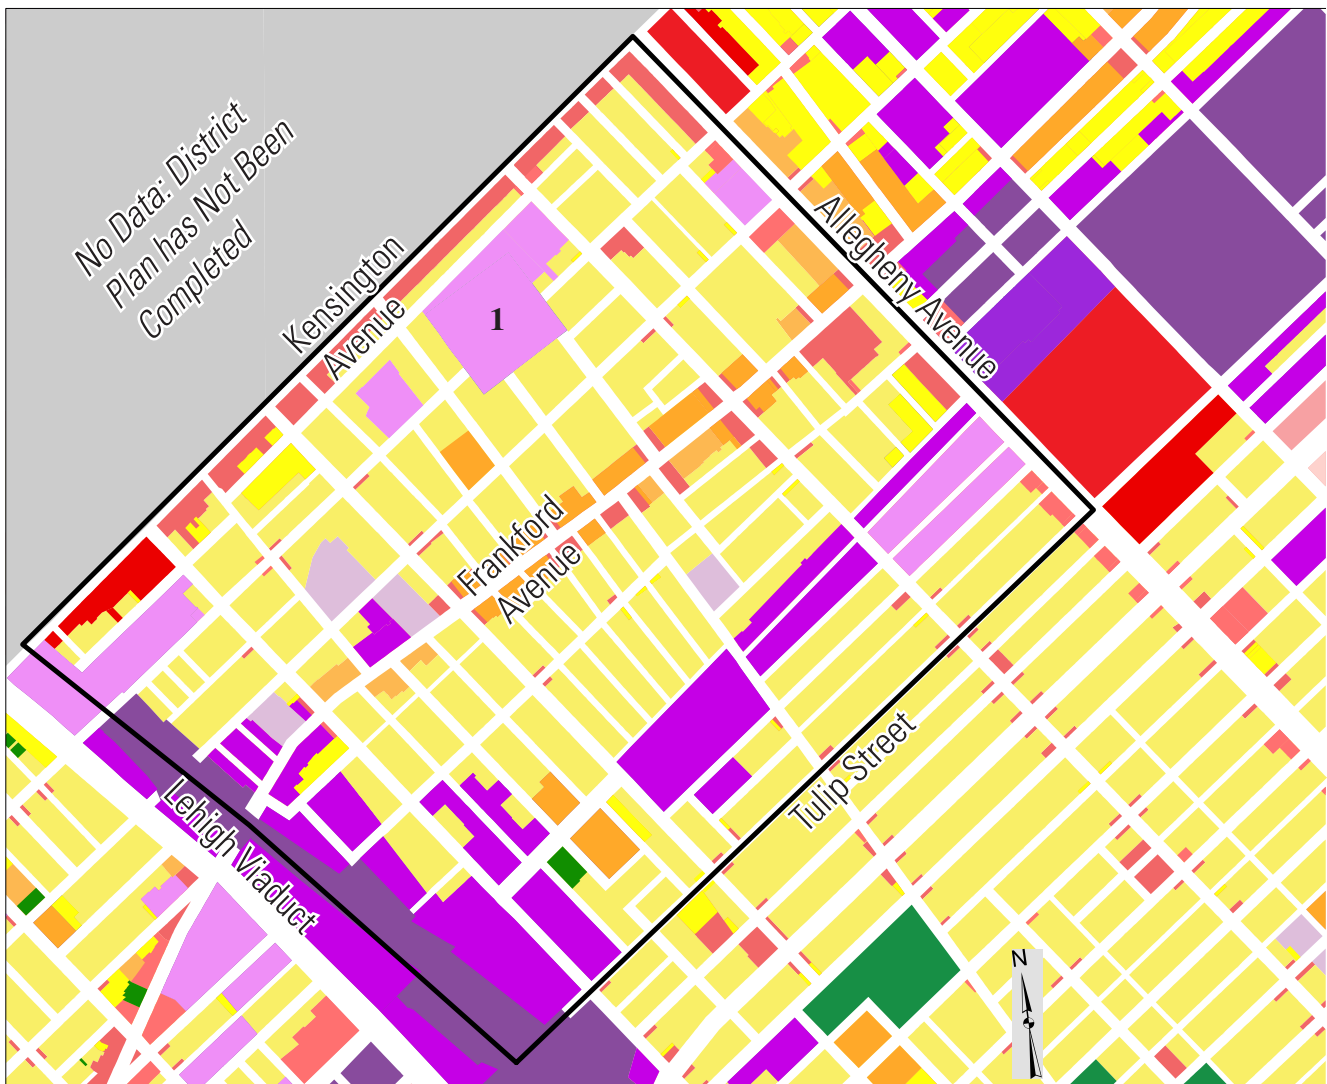 No Data: District
Plan has Not Been
Completed
Kensington
Avenue
1
Allegheny Avenue
Frankford
Avenue
Tulip Street
Lehigh Viaduct
N